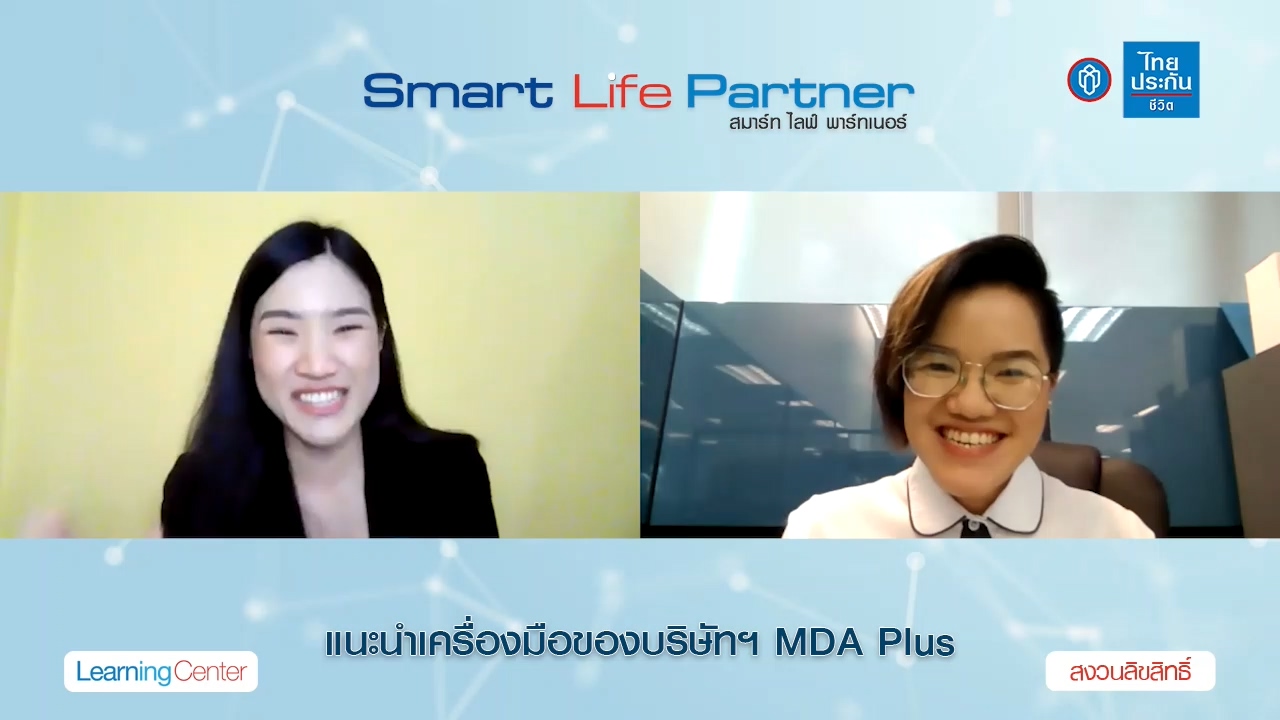 Smart Life Partner
สมาร์ท ไลฟ์ พาร์ทเนอร์
ไทย
ประกัน
ชีวิต
แนะนำเครื่องมือของบริษัทฯ MDA Plus
LearningCenter
สงวนลิขสิทธิ์